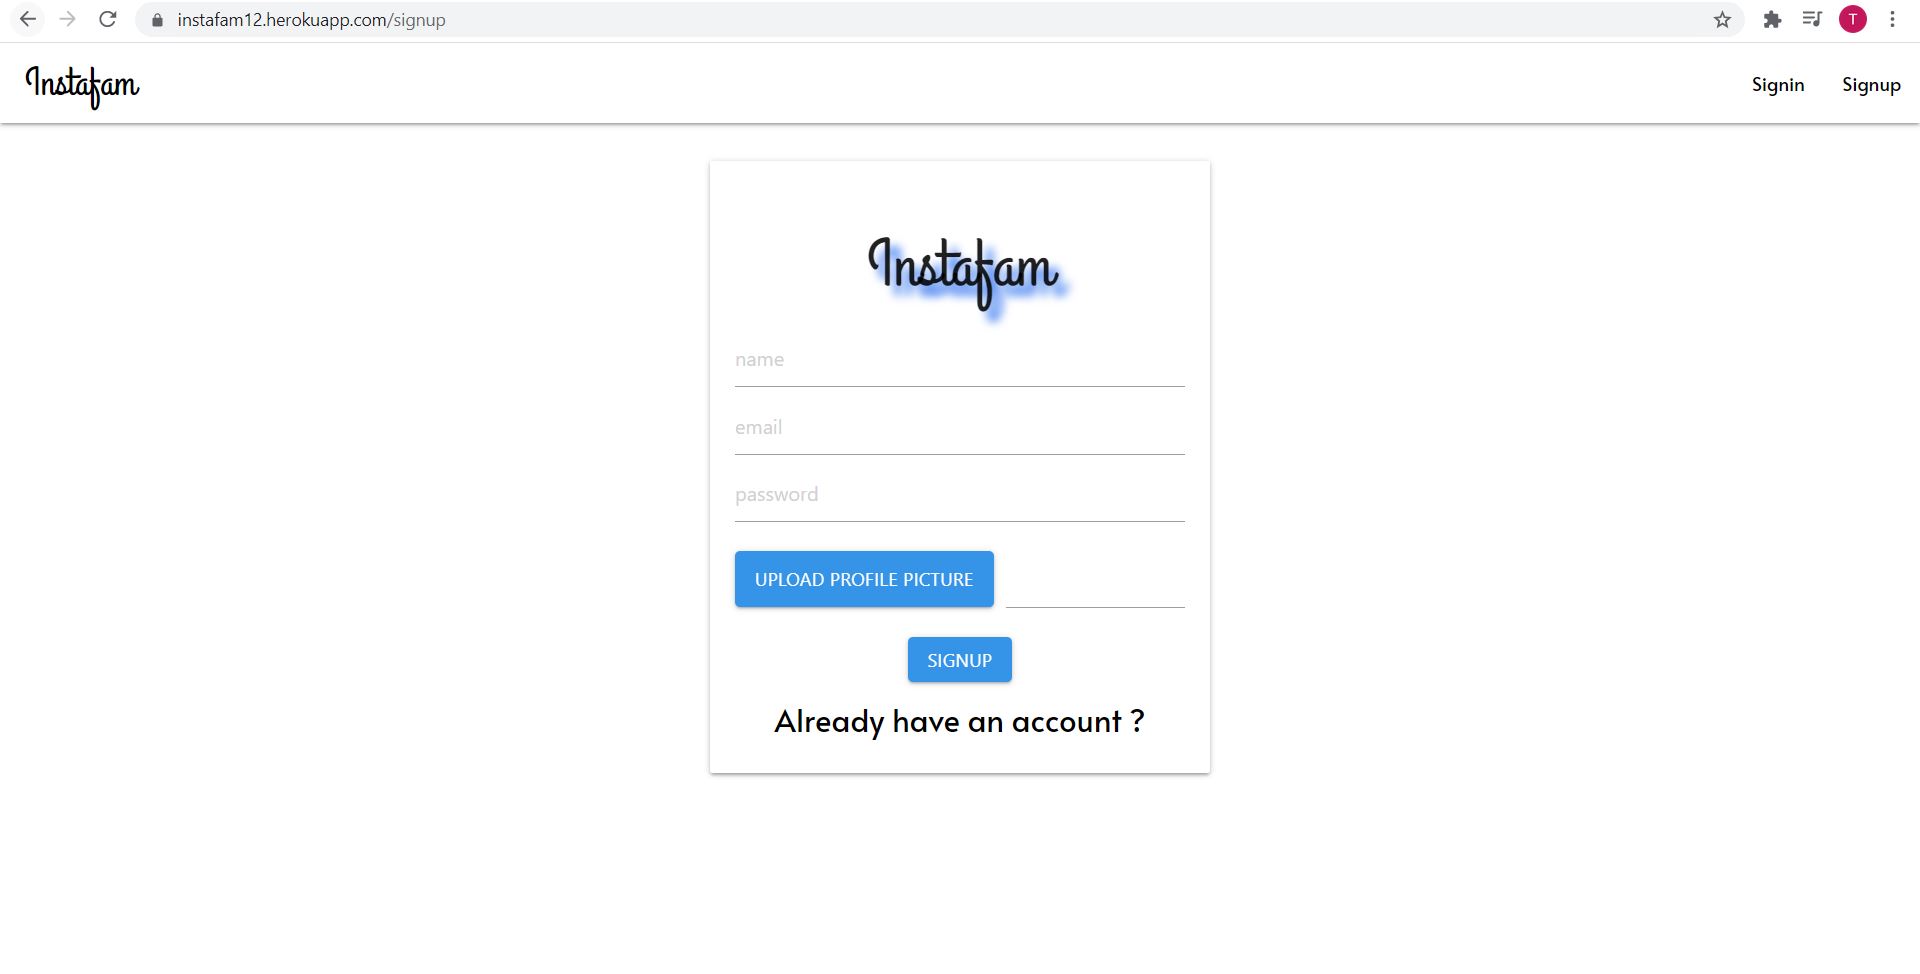 instafam12.herokuapp.com/signup
T
Instafam
Signin
Signup
Instafam
name
email
password
UPLOAD PROFILE PICTURE
SIGNUP
Already have an account ?